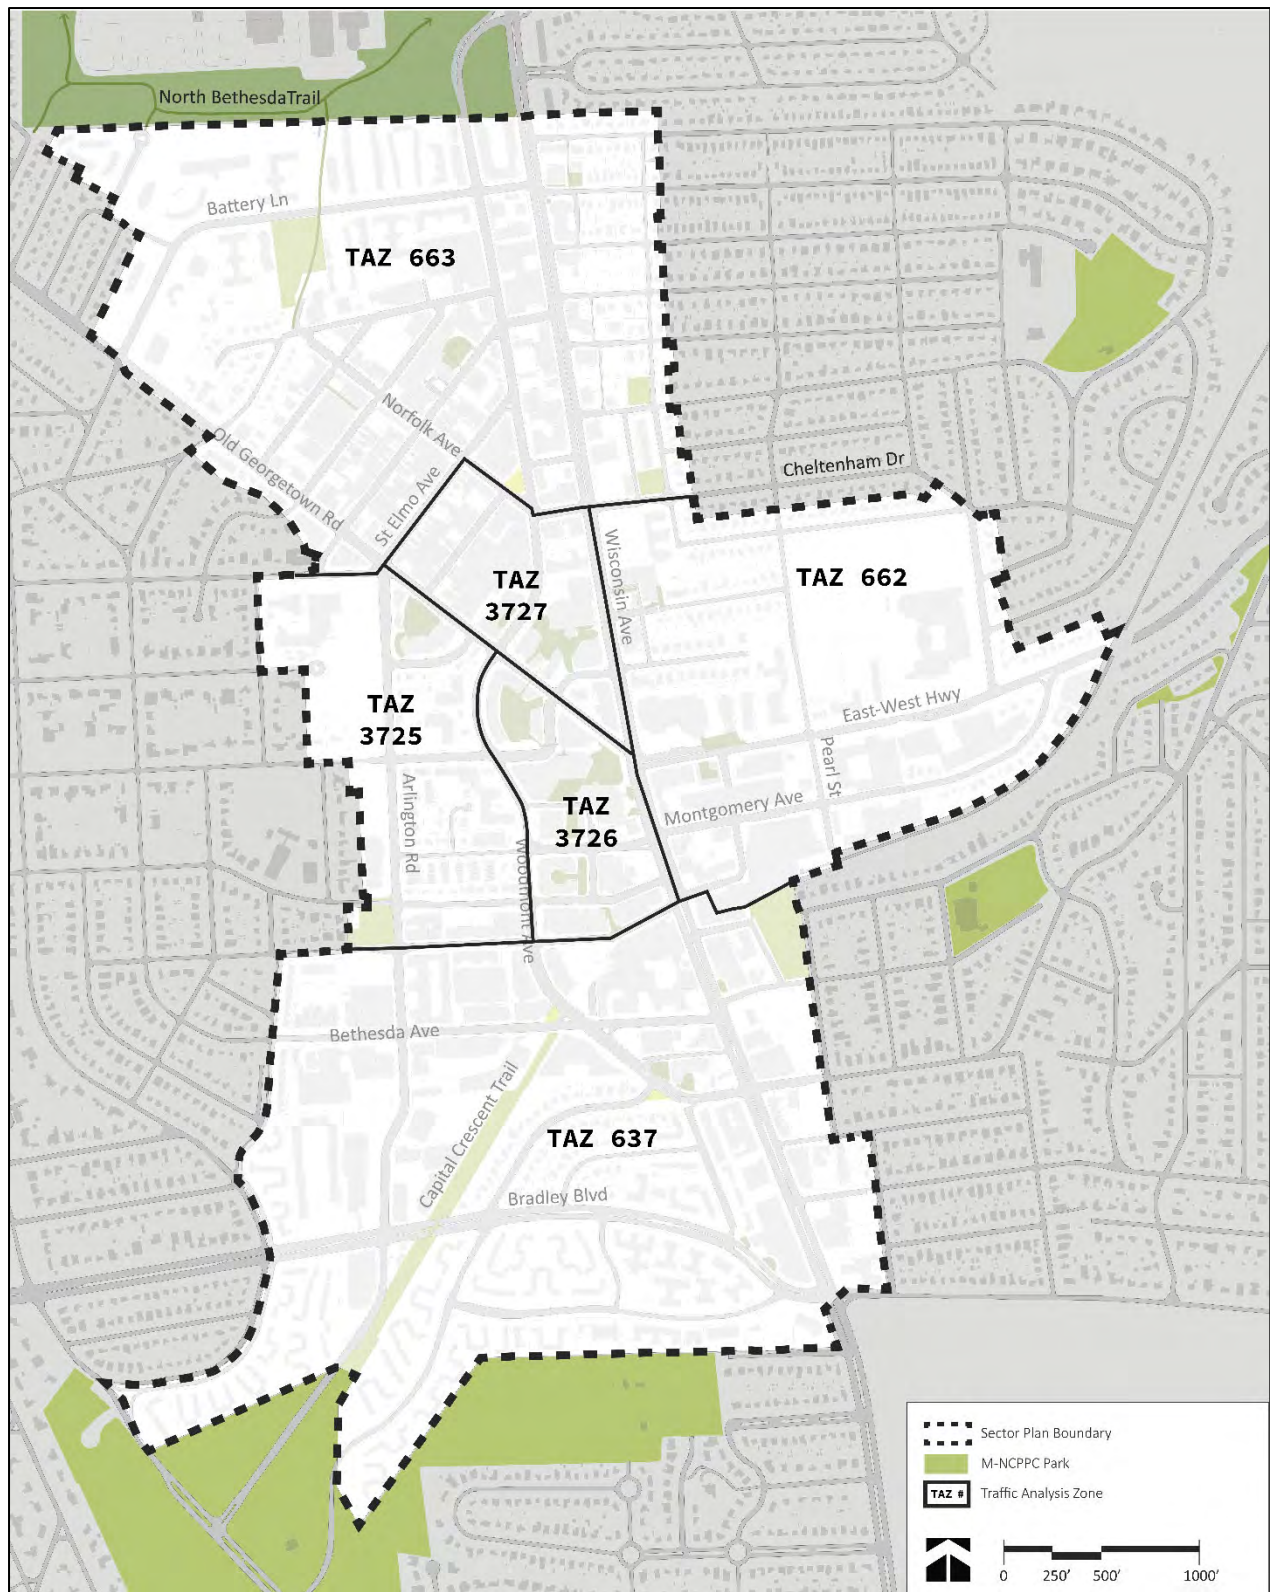 North BethesdaTrail
Battery Ln
TAZ 663
Norfolk Ave
Old Georgetown Rd
St Elmo Ave
Cheltenham Dr
Wisconsin Ave
TAZ
3727
TAZ 662
TAZ
3725
East-West Hwy
Pearl St
Arlington Rd
TAZ
3726
Montgomery Ave
Woodmont Ave
Bethesda Ave
Capital Crescent Trail
TAZ 637
Bradley Blvd
Sector Plan Boundary
M-NCPPC Park
TAZ # Traffic Analysis Zone
0 250' 500' 1000'